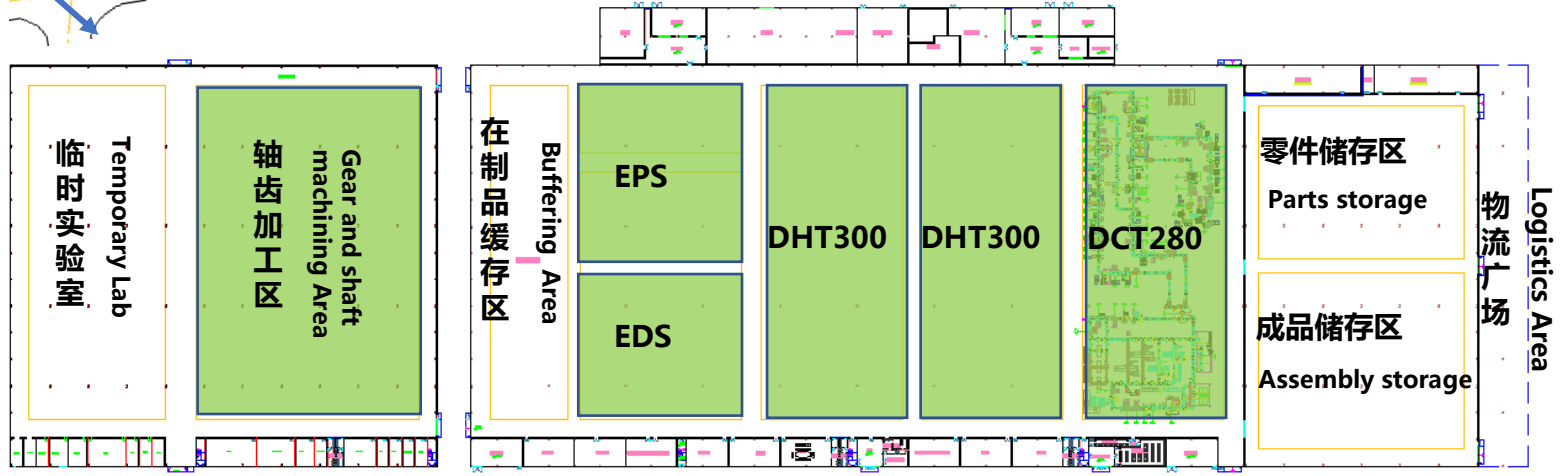 临时实验室
Temporary Lab
轴齿加工区
Gear and shaft
machining Area
在制品缓存区
Buffering Area
EPS
EDS
DHT300
DHT300
DCT280
零件储存区
Parts storage
成品储存区
Assembly storage
物流广场
Logistics Area